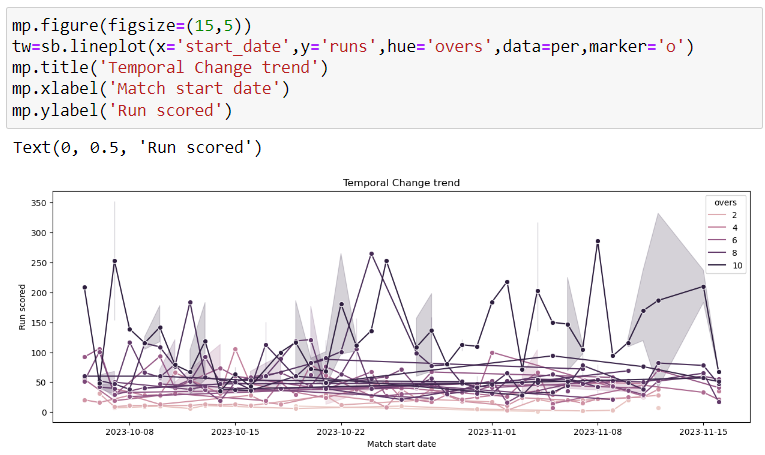 mp.figure(figsize=(15,5))
tw=sb.lineplot(x='start_date',y='runs',hue='overs',data=per,marker='o')
mp.title('Temporal Change trend')
mp.xlabel('Match start date')
mp.ylabel('Run scored')
Text(0, 0.5, 'Run scored')
Temporal Change trend
350
300
250
200
150
100
50
0
Run scored
overs
2
4
6
8
10
2023-10-08 2023-10-15 2023-10-22 2023-11-01 2023-11-08 2023-11-15
Match start date